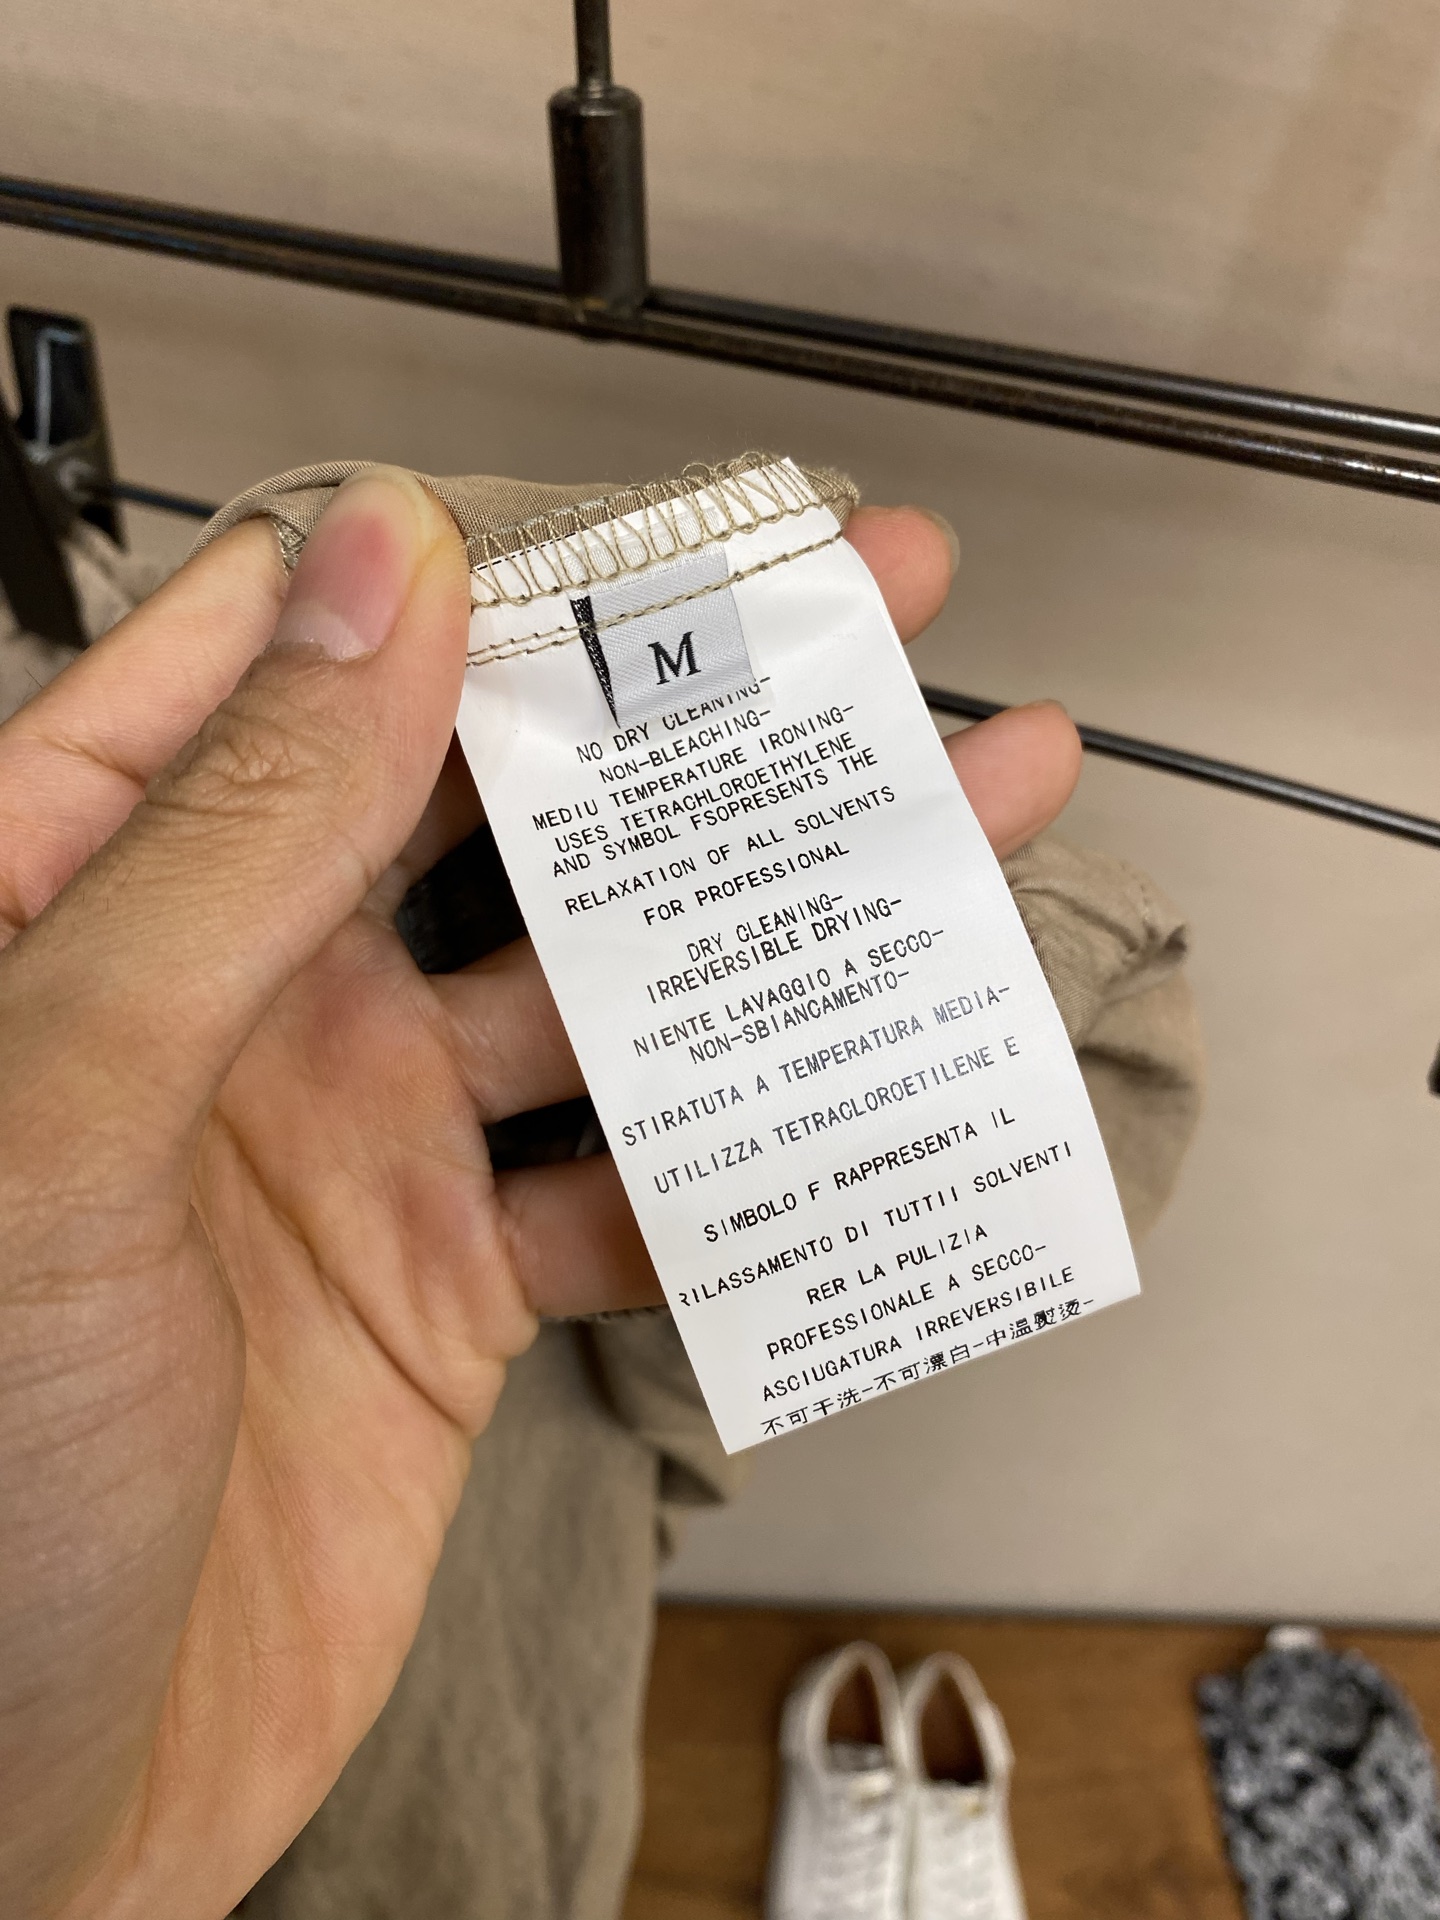 M
NO DRY CLEANING-
NON-BLEACHING-
MEDIU TEMPERATURE IRONING-
USES TETRACHLOROETHYLENE
AND SYMBOL FSOPRESENTS THE
RELAXATION OF ALL SOLVENTS
FOR PROFESSIONAL
DRY CLEANING-
IRREVERSIBLE DRYING-
NIENTE LAVAGGIO A SECCO-
NON-SBIANCAMENTO-
STIRATUTA A TEMPERATURA MEDIA-
UTILIZZA TETRACLOROETILENE E
SIMBOLO F RAPPRESENTA IL
RILASSAMENTO DI TUTTII SOLVENTI
RER LA PULIZIA
PROFESSIONALE A SECCO-
ASCIUGATURA IRREVERSIBILE
不可干洗-不可漂白-中温熨烫-